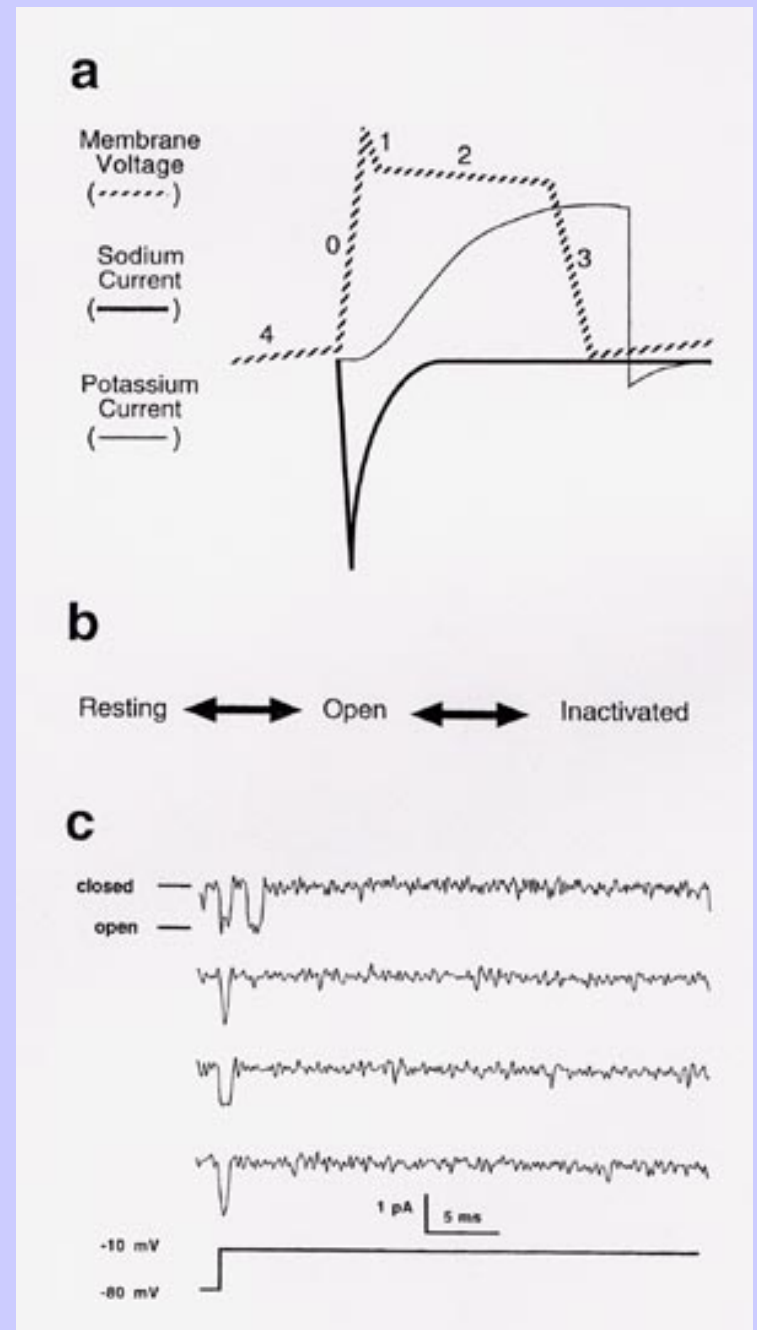 a
Membrane
Voltage
( )
1
2
0
Sodium
Current
( )
3
4
Potassium
Current
( )
b
Resting Open Inactivated
c
closed
open
1 pA
5 ms
-10 mV
-80 mV